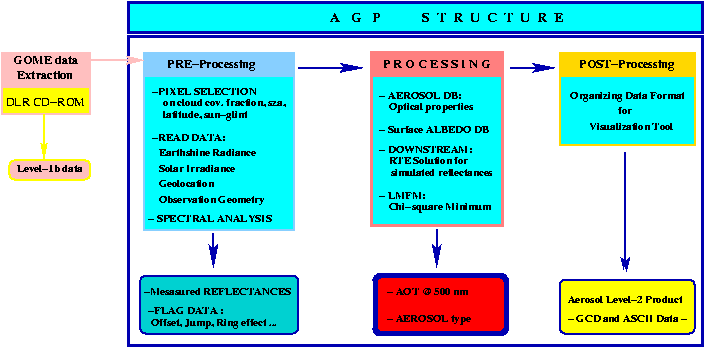 A G P STRUCTURE
GOME data
Extraction
DLR CD-ROM
Level-1b data
PRE-Processing
-PIXEL SELECTION
on cloud cov. fraction, sza,
latitude, sun-glint
-READ DATA:
Earthshine Radiance
Solar Irradiance
Geolocation
Observation Geometry
- SPECTRAL ANALYSIS
-Mesasured REFLECTANCES
-FLAG DATA :
Offset, Jump, Ring effect ...
PROCESSING
- AEROSOL DB:
Optical properties
- Surface ALBEDO DB
- DOWNSTREAM:
RTE Solution for
simulated reflectances
- LMFM:
Chi-square Minimum
- AOT @ 500 nm
- AEROSOL type
POST-Processing
Organizing Data Format
for
Visualization Tool
Aerosol Level-2 Product
- GCD and ASCII Data -